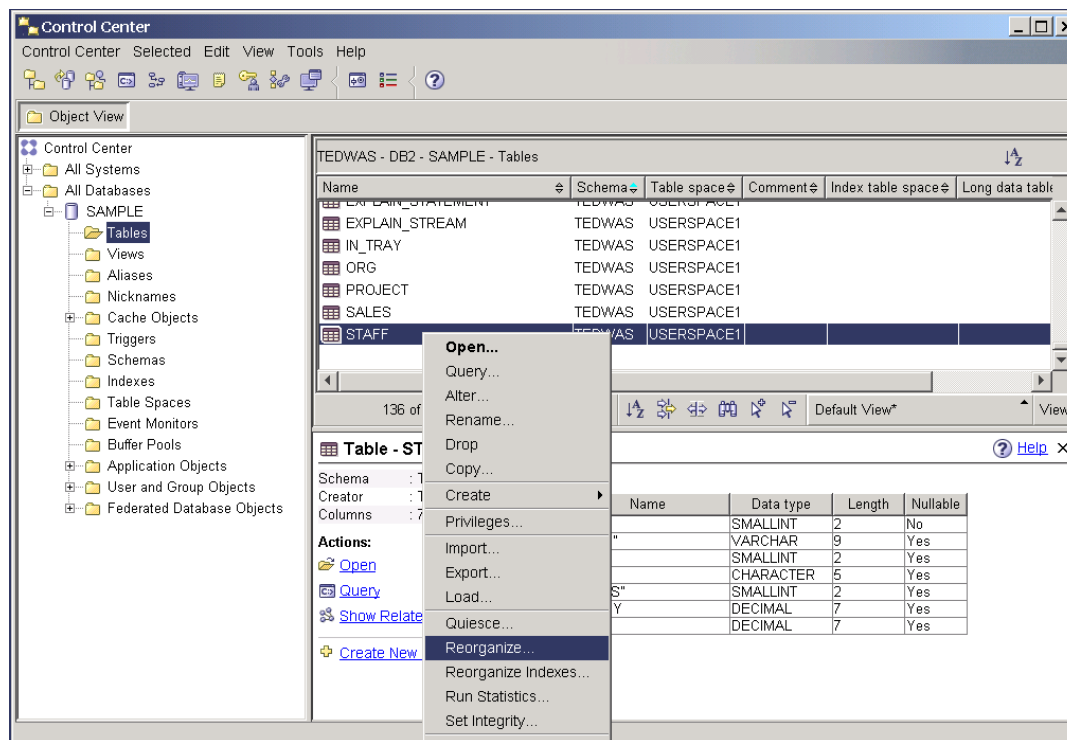 Control Center
Control Center Selected Edit View Tools Help
Object View
Control Center
All Systems
All Databases
SAMPLE
Tables
Views
Aliases
Nicknames
Cache Objects
Triggers
Schemas
Indexes
Table Spaces
Event Monitors
Buffer Pools
Application Objects
User and Group Objects
Federated Database Objects
TEDWAS - DB2 - SAMPLE - Tables
Name Schema Table space Comment Index table space Long data table
EXPLAIN_STATEMENT TEDWAS USERSPACE1
EXPLAIN_STREAM TEDWAS USERSPACE1
IN_TRAY TEDWAS USERSPACE1
ORG TEDWAS USERSPACE1
PROJECT TEDWAS USERSPACE1
SALES TEDWAS USERSPACE1
STAFF TEDWAS USERSPACE1
136 of Default View* View
Open...
Query...
Alter...
Rename...
Drop
Copy...
Create
Privileges...
Import...
Export...
Load...
Quiesce...
Reorganize...
Reorganize Indexes...
Run Statistics...
Set Integrity...
Table - ST
Help
Schema : T
Creator : T
Columns : 7
Actions:
Open
Query
Show Relate
Create New
Name Data type Length Nullable
SMALLINT 2 No
" VARCHAR 9 Yes
SMALLINT 2 Yes
CHARACTER 5 Yes
S" SMALLINT 2 Yes
Y DECIMAL 7 Yes
DECIMAL 7 Yes